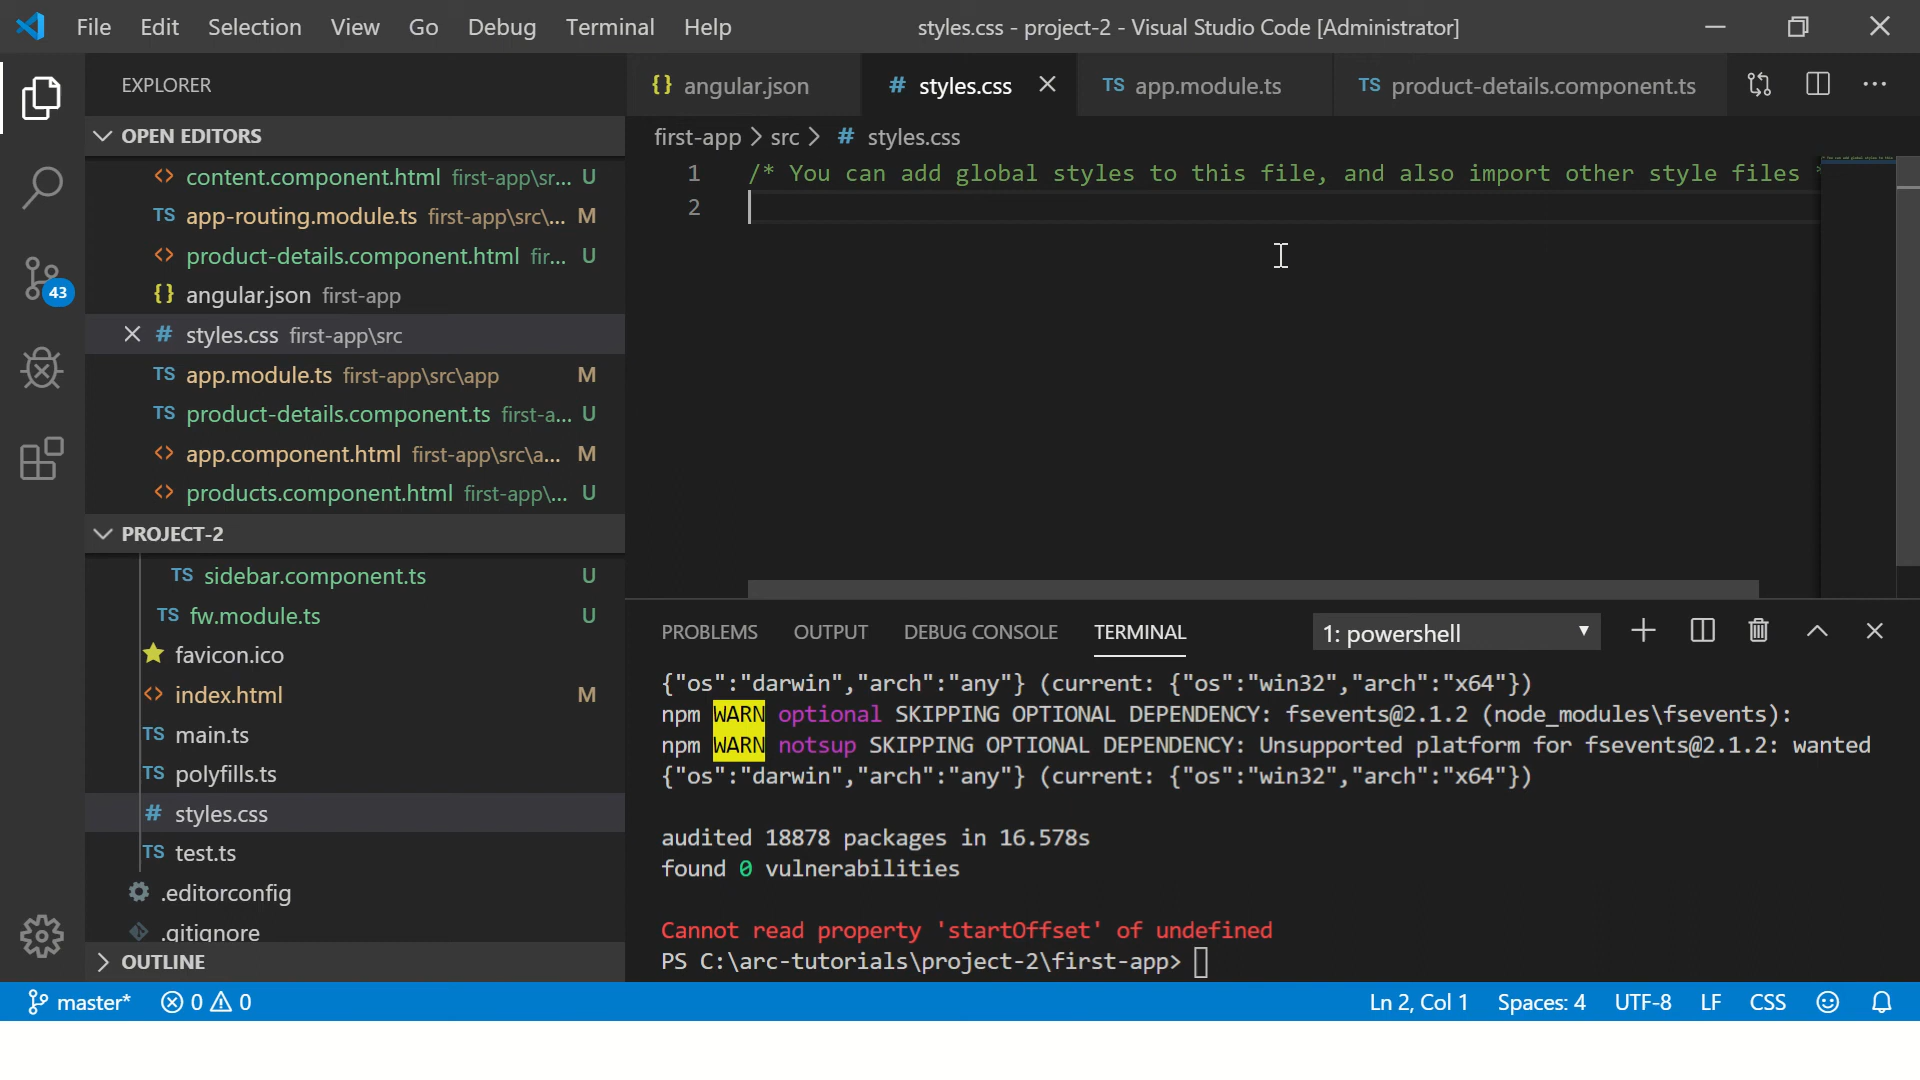 File Edit Selection View Go Debug Terminal Help
styles.css - project-2 - Visual Studio Code [Administrator]
EXPLORER
OPEN EDITORS
content.component.html first-app\sr... U
TS app-routing.module.ts first-app\src\... M
product-details.component.html fir... U
angular.json first-app
# styles.css first-app\src
TS app.module.ts first-app\src\app M
TS product-details.component.ts first-a... U
app.component.html first-app\src\a... M
products.component.html first-app\... U
PROJECT-2
TS sidebar.component.ts U
TS fw.module.ts U
favicon.ico
index.html M
TS main.ts
TS polyfills.ts
# styles.css
TS test.ts
.editorconfig
.gitignore
OUTLINE
43
{} angular.json
# styles.css
TS app.module.ts
TS product-details.component.ts
first-app > src > # styles.css
1 /* You can add global styles to this file, and also import other style files
2
PROBLEMS OUTPUT DEBUG CONSOLE TERMINAL
1: powershell
{"os":"darwin","arch":"any"} (current: {"os":"win32","arch":"x64"})
npm WARN optional SKIPPING OPTIONAL DEPENDENCY: fsevents@2.1.2 (node_modules\fsevents):
npm WARN notsup SKIPPING OPTIONAL DEPENDENCY: Unsupported platform for fsevents@2.1.2: wanted
{"os":"darwin","arch":"any"} (current: {"os":"win32","arch":"x64"})
audited 18878 packages in 16.578s
found 0 vulnerabilities
Cannot read property 'startOffset' of undefined
PS C:\arc-tutorials\project-2\first-app>
master* 0 0
Ln 2, Col 1 Spaces: 4 UTF-8 LF CSS